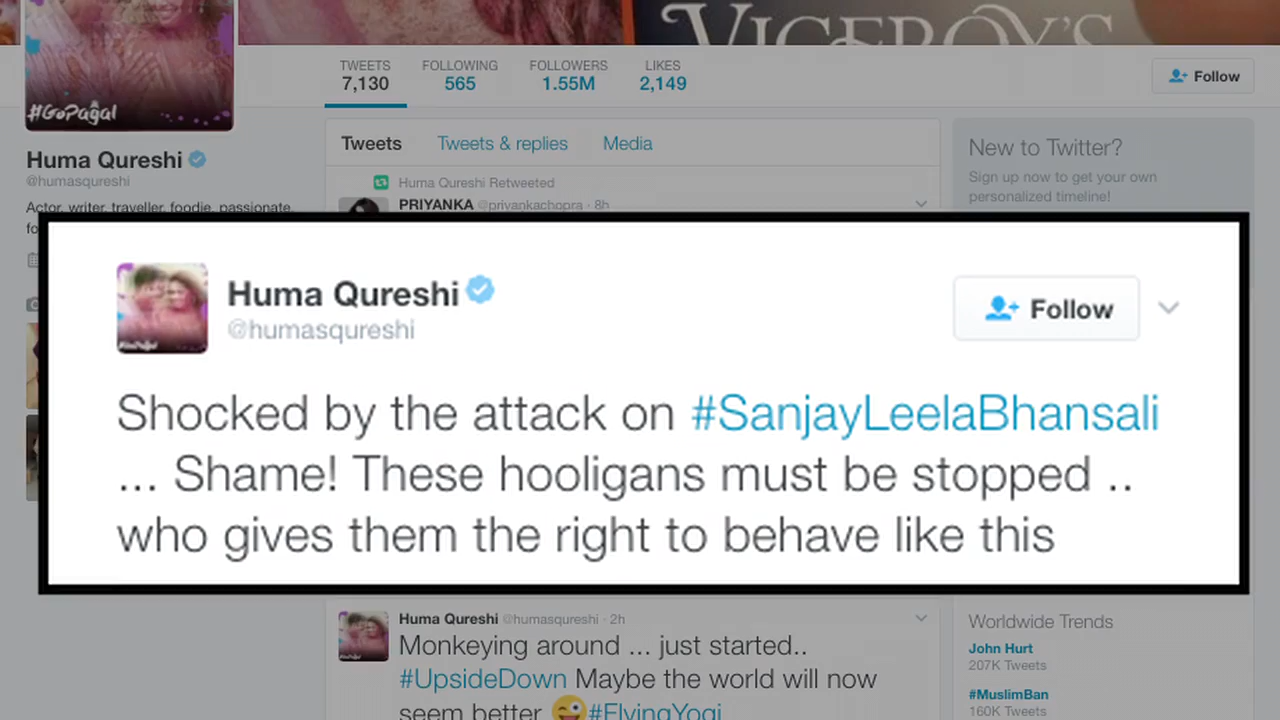 VICEROY'S
#GoPagal
TWEETS FOLLOWING FOLLOWERS LIKES
7,130 565 1.55M 2,149
Follow
Huma Qureshi
@humasqureshi
Actor, writer, traveller, foodie, passionate,
Tweets Tweets & replies Media
Huma Qureshi Retweeted
PRIYANKA @priyankachopra · 8h
New to Twitter?
Sign up now to get your own
personalized timeline!
Huma Qureshi
@humasqureshi
Follow
Shocked by the attack on #SanjayLeelaBhansali
... Shame! These hooligans must be stopped ..
who gives them the right to behave like this
Huma Qureshi @humasqureshi · 2h
Monkeying around ... just started..
#UpsideDown Maybe the world will now
seem better 😜 #FlyingYogi
Worldwide Trends
John Hurt
207K Tweets
#MuslimBan
160K Tweets